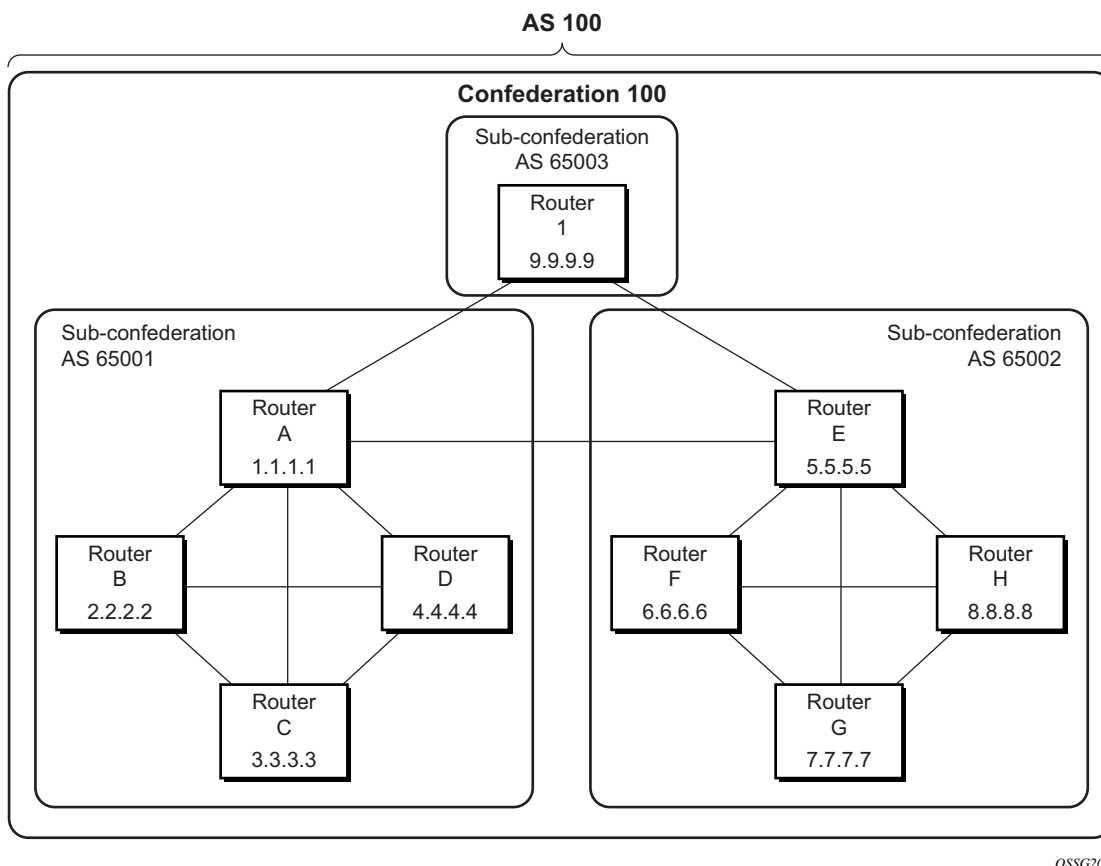 AS 100
Confederation 100
Sub-confederation
AS 65003
Router
1
9.9.9.9
Sub-confederation
AS 65001
Sub-confederation
AS 65002
Router
A
1.1.1.1
Router
E
5.5.5.5
Router
B
2.2.2.2
Router
D
4.4.4.4
Router
F
6.6.6.6
Router
H
8.8.8.8
Router
C
3.3.3.3
Router
G
7.7.7.7